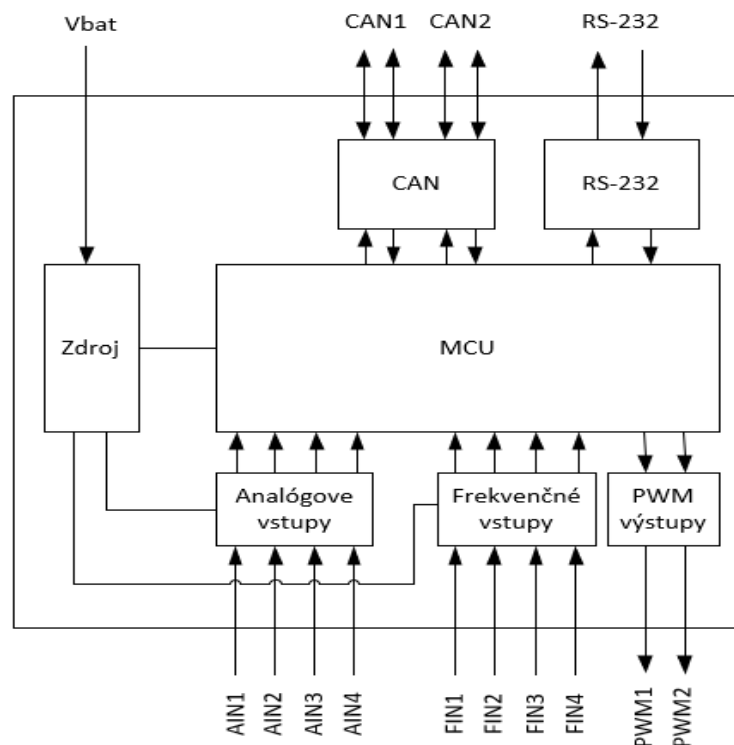 Vbat
CAN1 CAN2
RS-232
CAN
RS-232
Zdroj
MCU
Analógove
vstupy
Frekvenčné
vstupy
PWM
výstupy
AIN1
AIN2
AIN3
AIN4
FIN1
FIN2
FIN3
FIN4
PWM1
PWM2